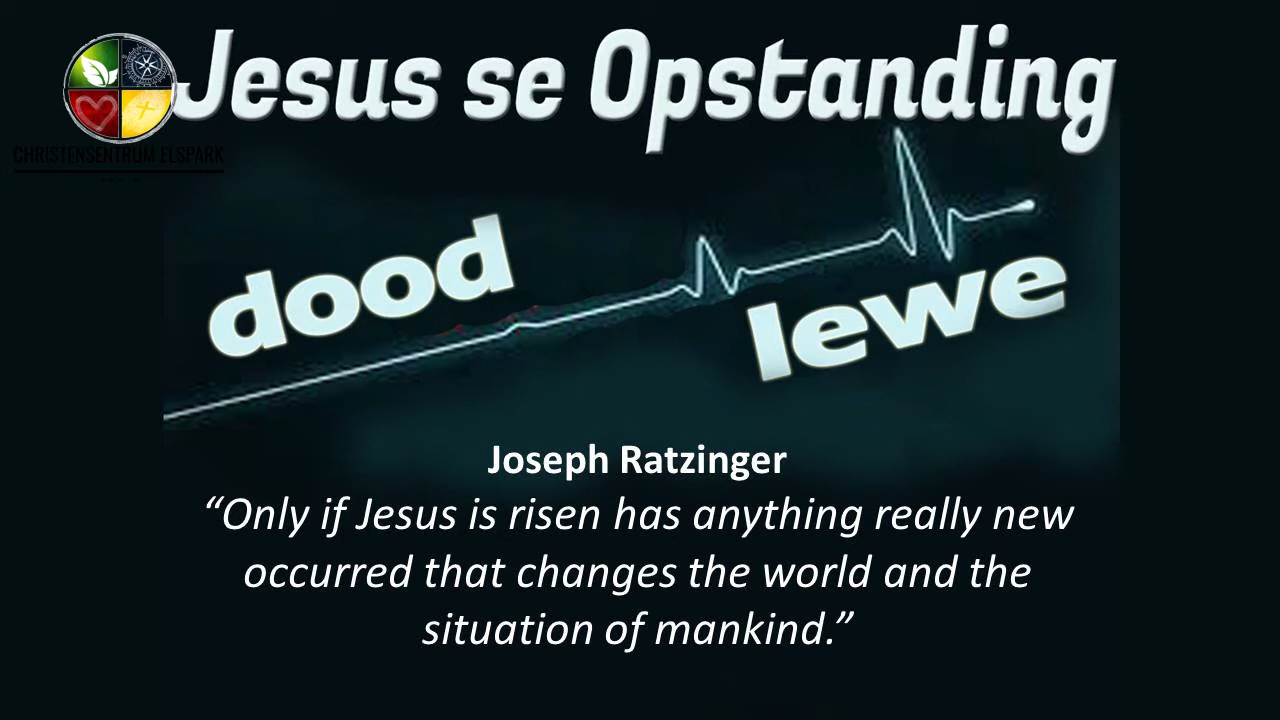 Jesus se Opstanding
CHRISTENSENTRUM ELSPARK
dood
lewe
Joseph Ratzinger
“Only if Jesus is risen has anything really new
occurred that changes the world and the
situation of mankind.”